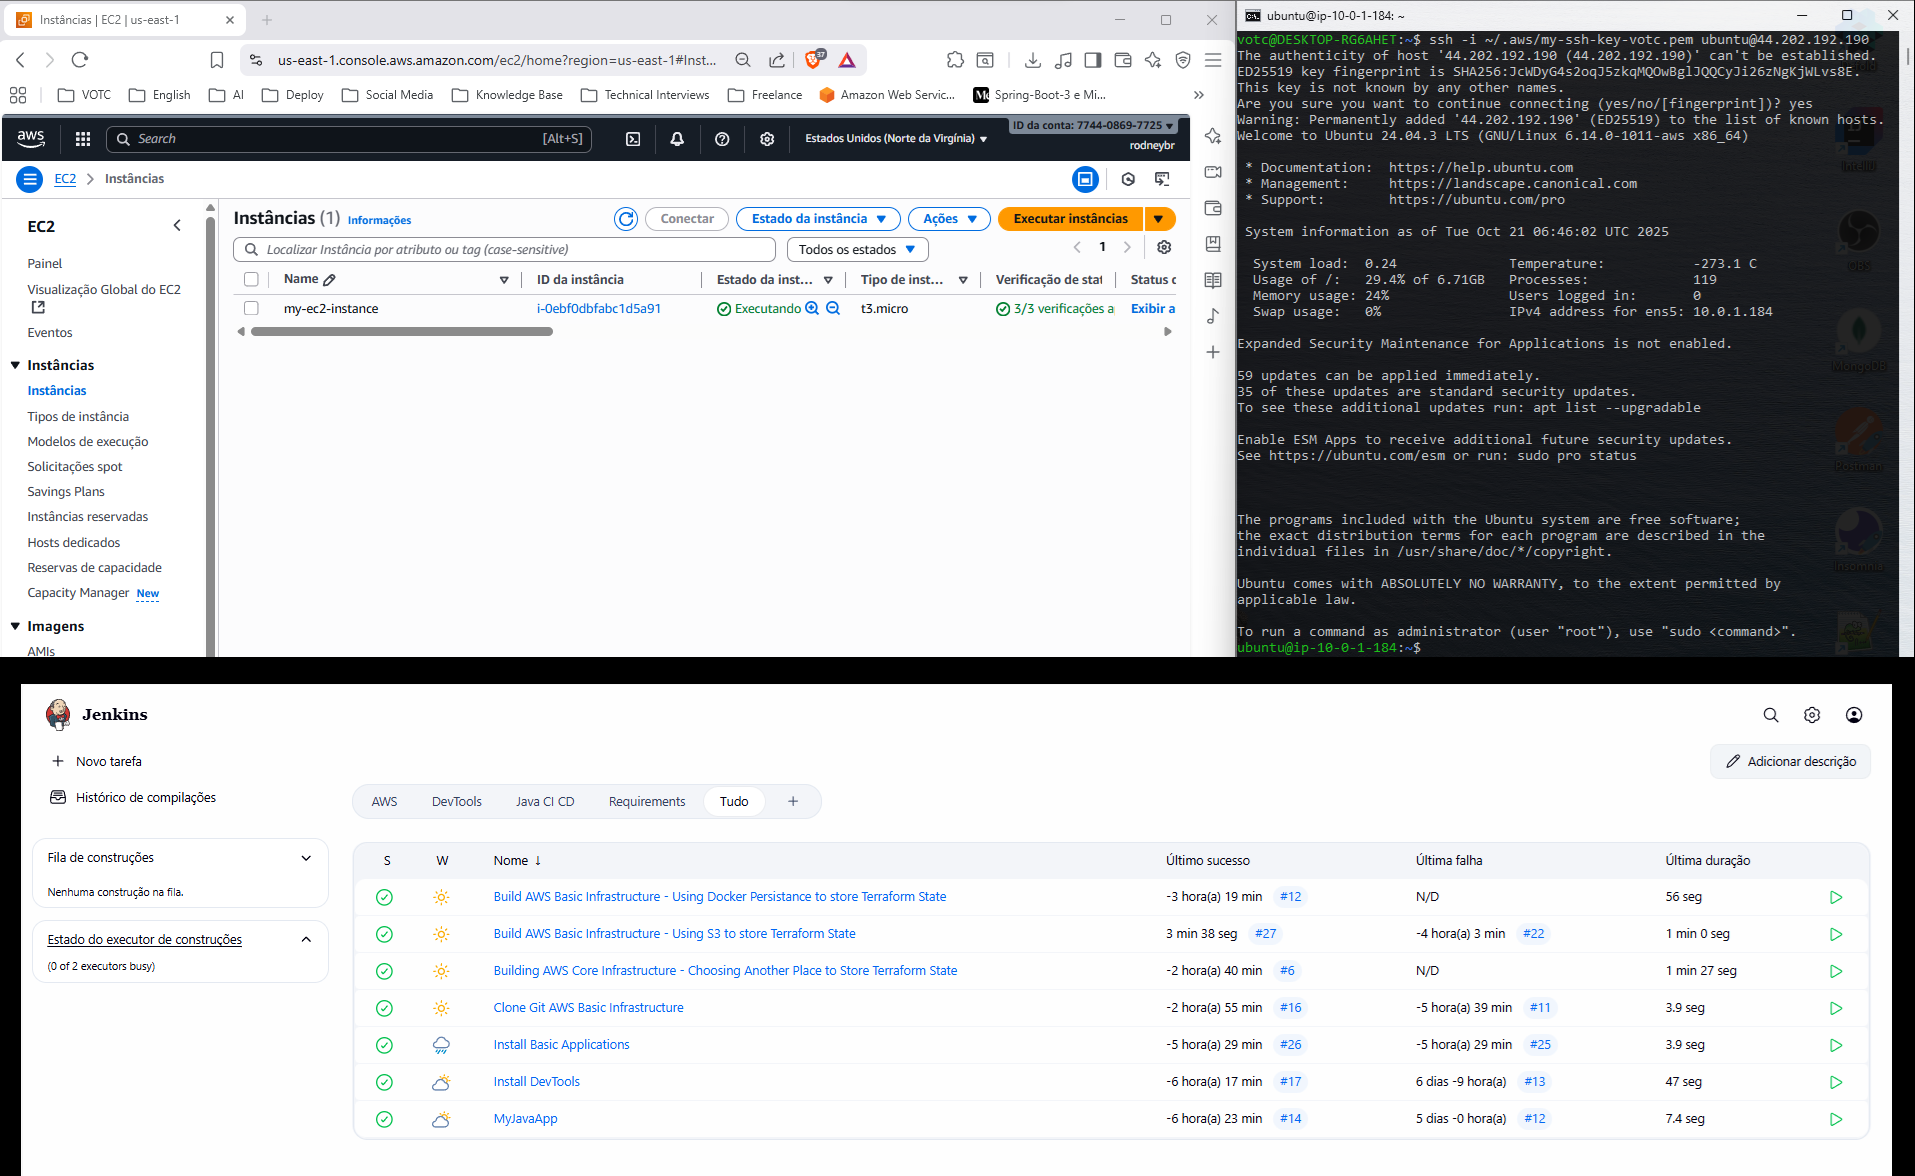 Instâncias | EC2 | us-east-1
us-east-1.console.aws.amazon.com/ec2/home?region=us-east-1#Inst...
37
VOTC
English
AI
Deploy
Social Media
Knowledge Base
Technical Interviews
Freelance
Amazon Web Servic...
Spring-Boot-3 e Mi...
aws
Search
[Alt+S]
Estados Unidos (Norte da Virgínia)
ID da conta: 7744-0869-7725
rodneybr
EC2
Instâncias
EC2
Painel
Visualização Global do EC2
Eventos
Instâncias
Instâncias
Tipos de instância
Modelos de execução
Solicitações spot
Savings Plans
Instâncias reservadas
Hosts dedicados
Reservas de capacidade
Capacity Manager New
Imagens
AMIs
Instâncias (1) Informações
Conectar
Estado da instância
Ações
Executar instâncias
Localizar Instância por atributo ou tag (case-sensitive)
Todos os estados
1
Name
ID da instância
Estado da inst...
Tipo de inst...
Verificação de stat
Status c
my-ec2-instance
i-0ebf0dbfabc1d5a91
Executando
t3.micro
3/3 verificações a
Exibir a
ubuntu@ip-10-0-1-184: ~
votc@DESKTOP-RG6AHET:~$ ssh -i ~/.aws/my-ssh-key-votc.pem ubuntu@44.202.192.190
The authenticity of host '44.202.192.190 (44.202.192.190)' can't be established.
ED25519 key fingerprint is SHA256:JcWDyG4s2oqJ5zkqMQOwBglJQQCyJi26zNgKjWLvs8E.
This key is not known by any other names.
Are you sure you want to continue connecting (yes/no/[fingerprint])? yes
Warning: Permanently added '44.202.192.190' (ED25519) to the list of known hosts.
Welcome to Ubuntu 24.04.3 LTS (GNU/Linux 6.14.0-1011-aws x86_64)
* Documentation: https://help.ubuntu.com
* Management: https://landscape.canonical.com
* Support: https://ubuntu.com/pro
System information as of Tue Oct 21 06:46:02 UTC 2025
System load: 0.24 Temperature: -273.1 C
Usage of /: 29.4% of 6.71GB Processes: 119
Memory usage: 24% Users logged in: 0
Swap usage: 0% IPv4 address for ens5: 10.0.1.184
Expanded Security Maintenance for Applications is not enabled.
59 updates can be applied immediately.
35 of these updates are standard security updates.
To see these additional updates run: apt list --upgradable
Enable ESM Apps to receive additional future security updates.
See https://ubuntu.com/esm or run: sudo pro status
The programs included with the Ubuntu system are free software;
the exact distribution terms for each program are described in the
individual files in /usr/share/doc/*/copyright.
Ubuntu comes with ABSOLUTELY NO WARRANTY, to the extent permitted by
applicable law.
To run a command as administrator (user "root"), use "sudo <command>".
ubuntu@ip-10-0-1-184:~$
IntelliJ
OBS
MongoDB
Postman
Insomnia
Jenkins
Novo tarefa
Histórico de compilações
Adicionar descrição
Fila de construções
Nenhuma construção na fila.
Estado do executor de construções
(0 of 2 executors busy)
AWS
DevTools
Java CI CD
Requirements
Tudo
S W Nome ↓ Último sucesso Última falha Última duração
Build AWS Basic Infrastructure - Using Docker Persistance to store Terraform State -3 hora(a) 19 min #12 N/D 56 seg
Build AWS Basic Infrastructure - Using S3 to store Terraform State 3 min 38 seg #27 -4 hora(a) 3 min #22 1 min 0 seg
Building AWS Core Infrastructure - Choosing Another Place to Store Terraform State -2 hora(a) 40 min #6 N/D 1 min 27 seg
Clone Git AWS Basic Infrastructure -2 hora(a) 55 min #16 -5 hora(a) 39 min #11 3.9 seg
Install Basic Applications -5 hora(a) 29 min #26 -5 hora(a) 29 min #25 3.9 seg
Install DevTools -6 hora(a) 17 min #17 6 dias -9 hora(a) #13 47 seg
MyJavaApp -6 hora(a) 23 min #14 5 dias -0 hora(a) #12 7.4 seg